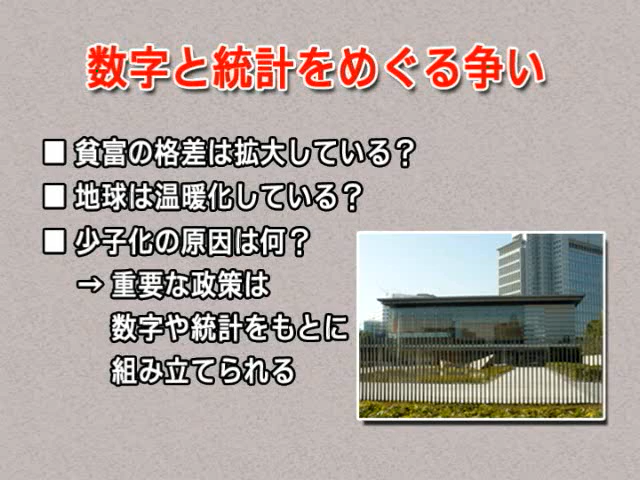 数字と統計をめぐる争い
■ 貧富の格差は拡大している？
■ 地球は温暖化している？
■ 少子化の原因は何？
→ 重要な政策は
数字や統計をもとに
組み立てられる